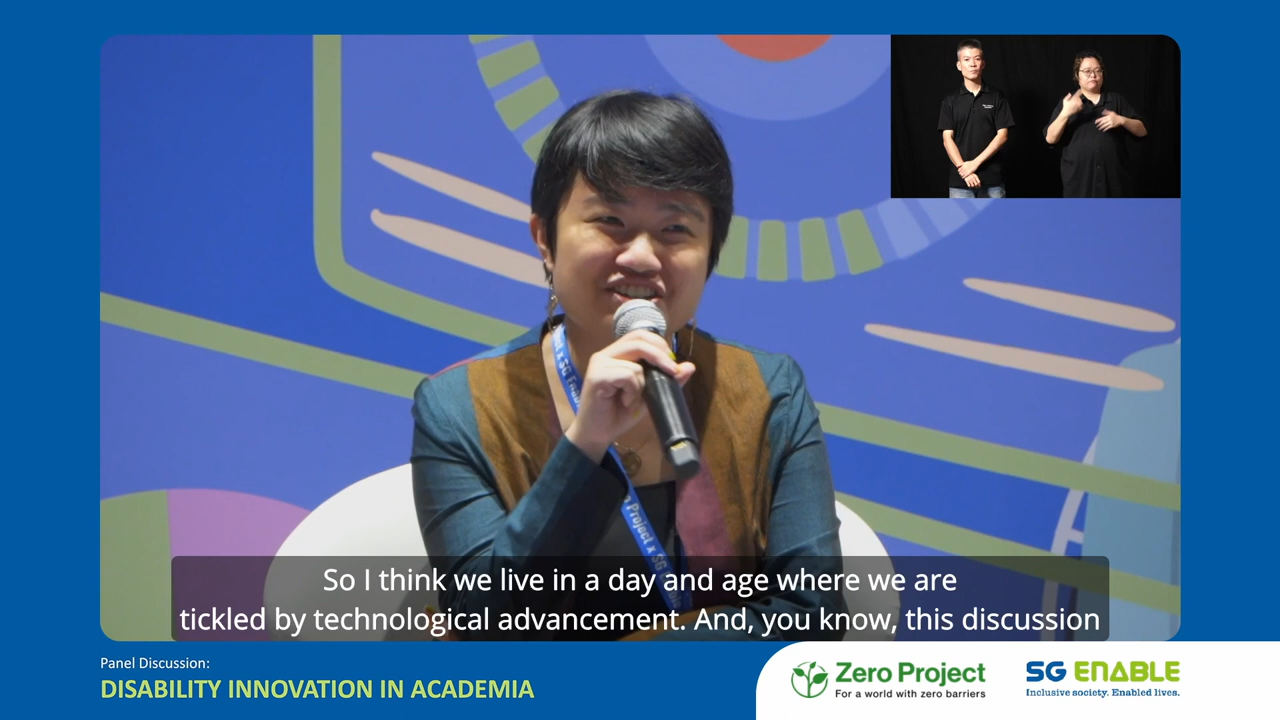 So I think we live in a day and age where we are
tickled by technological advancement. And, you know, this discussion
Panel Discussion:
DISABILITY INNOVATION IN ACADEMIA
Zero Project
For a world with zero barriers
SG ENABLE
Inclusive society. Enabled lives.
Project x SG